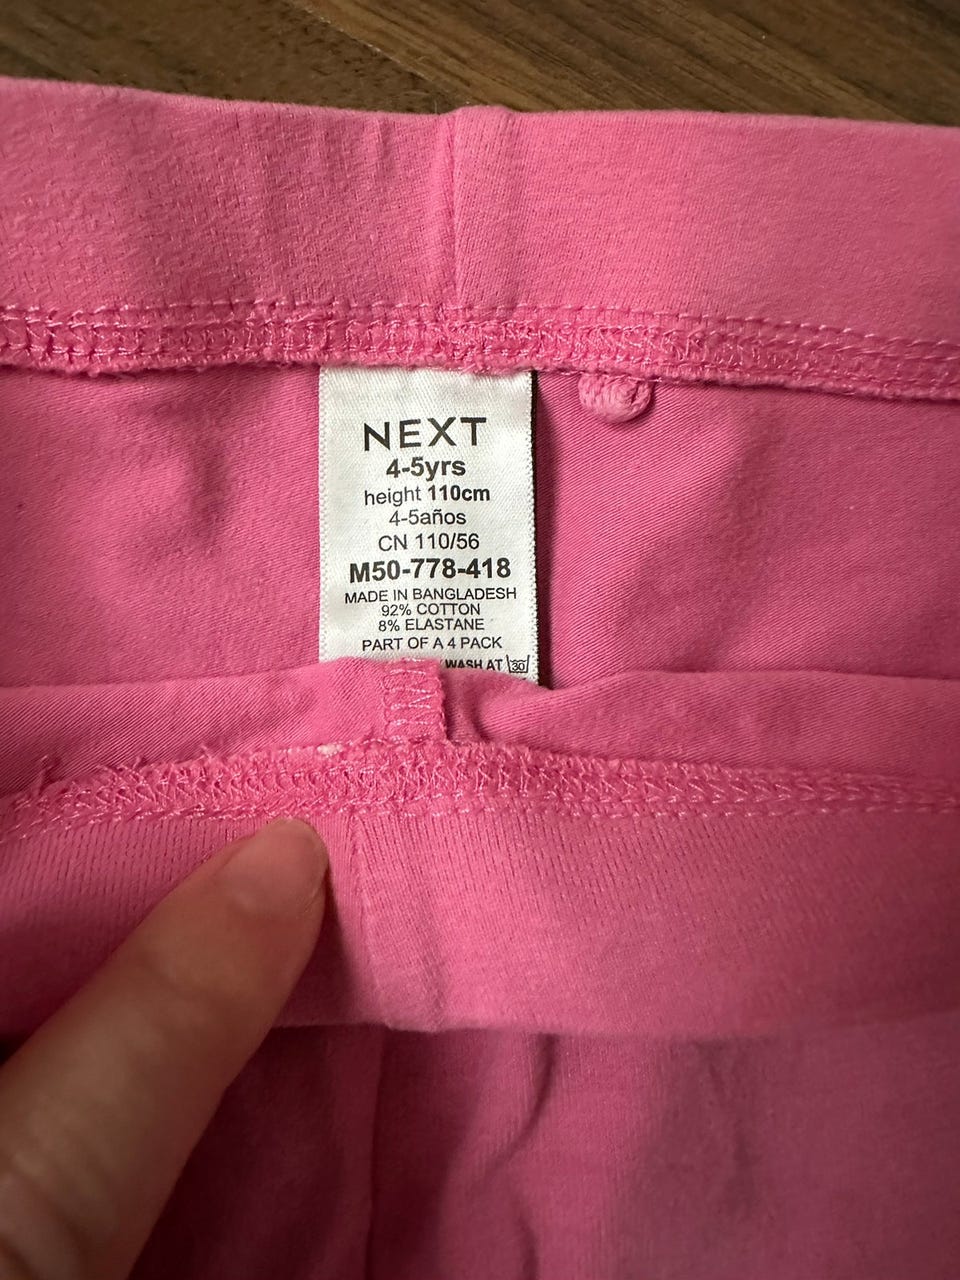 NEXT
4-5yrs
height 110cm
4-5años
CN 110/56
M50-778-418
MADE IN BANGLADESH
92% COTTON
8% ELASTANE
PART OF A 4 PACK
WASH AT 30